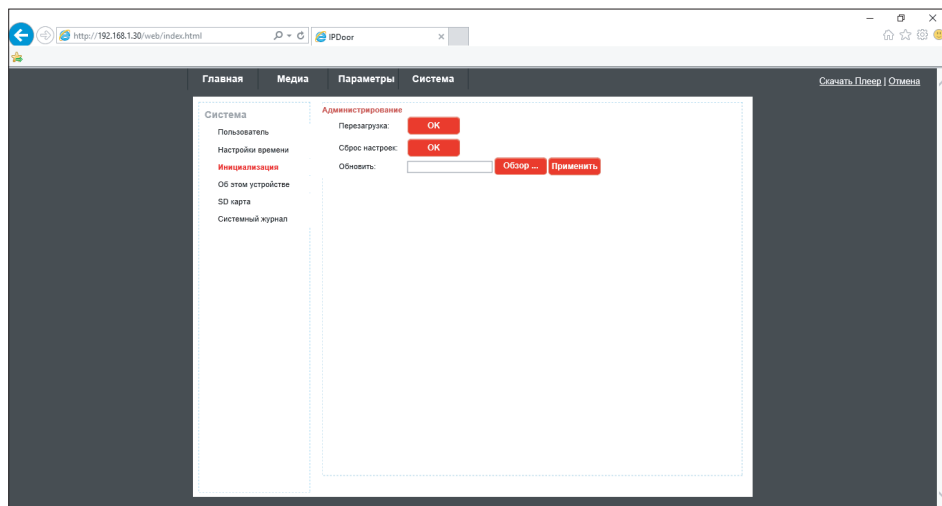 http://192.168.1.30/web/index.html
IPDoor
Главная Медиа Параметры Система
Скачать Плеер | Отмена
Система
Пользователь
Настройки времени
Инициализация
Об этом устройстве
SD карта
Системный журнал
Администрирование
Перезагрузка: OK
Сброс настроек: OK
Обновить: Обзор ... Применить